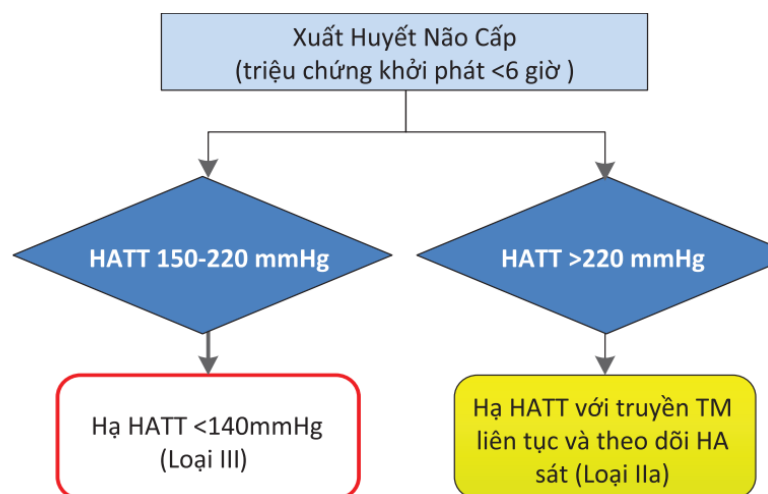 Xuất Huyết Não Cấp
(triệu chứng khởi phát <6 giờ )
HATT 150-220 mmHg
HATT >220 mmHg
Hạ HATT <140mmHg
(Loại III)
Hạ HATT với truyền TM
liên tục và theo dõi HA
sát (Loại IIa)